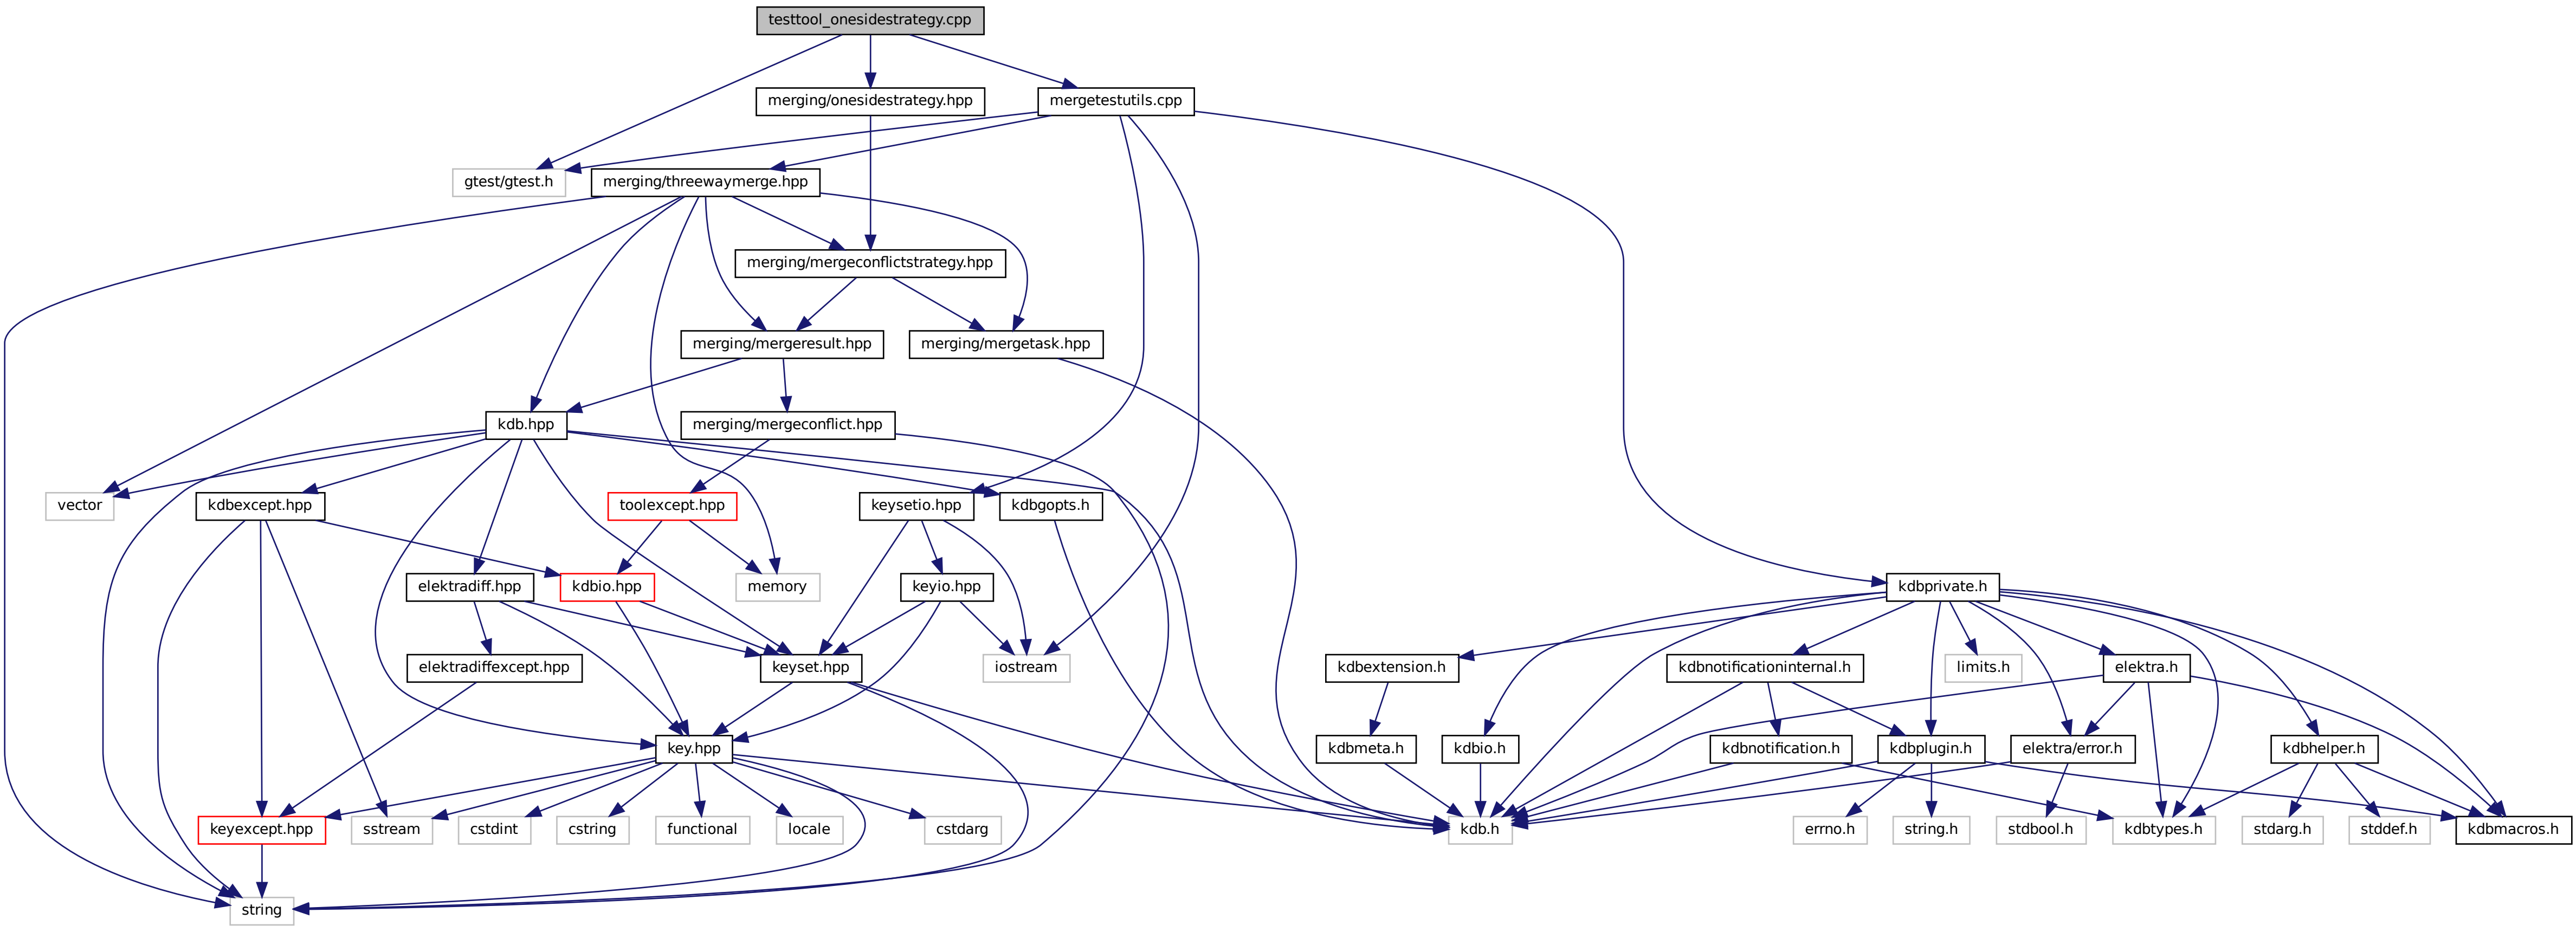 testtool_onesidestrategy.cpp
merging/onesidestrategy.hpp
mergetestutils.cpp
gtest/gtest.h
merging/threewaymerge.hpp
merging/mergeconflictstrategy.hpp
merging/mergeresult.hpp
merging/mergetask.hpp
kdb.hpp
merging/mergeconflict.hpp
vector
kdbexcept.hpp
toolexcept.hpp
keysetio.hpp
kdbgopts.h
elektradiff.hpp
kdbio.hpp
memory
keyio.hpp
kdbprivate.h
elektradiffexcept.hpp
keyset.hpp
iostream
kdbextension.h
kdbnotificationinternal.h
limits.h
elektra.h
key.hpp
kdbmeta.h
kdbio.h
kdbnotification.h
kdbplugin.h
elektra/error.h
kdbhelper.h
keyexcept.hpp
sstream
cstdint
cstring
functional
locale
cstdarg
kdb.h
errno.h
string.h
stdbool.h
kdbtypes.h
stdarg.h
stddef.h
kdbmacros.h
string